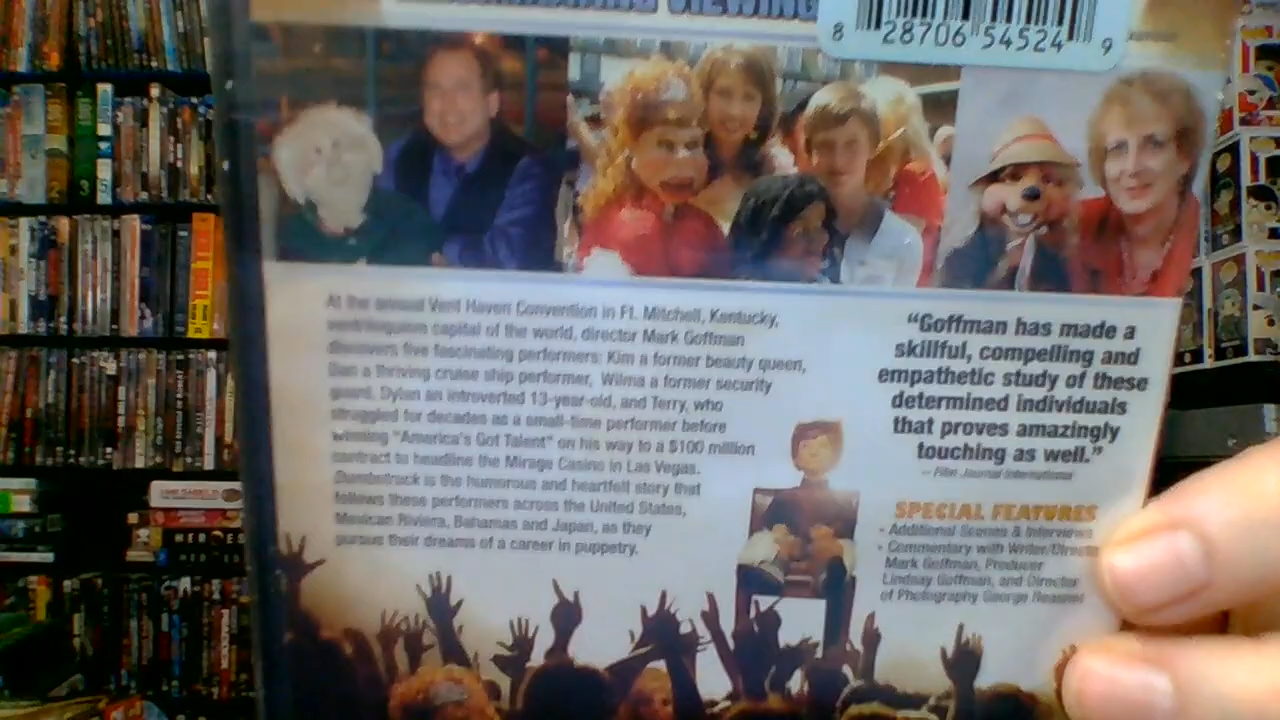 VIEWING
8 28706 54524 9
At the annual Vent Haven Convention in Ft. Mitchell, Kentucky,
ventriloquism capital of the world, director Mark Goffman
discovers five fascinating performers: Kim a former beauty queen,
Dan a thriving cruise ship performer, Wilma a former security
guard, Dylan an introverted 13-year-old, and Terry, who
struggled for decades as a small-time performer before
winning "America's Got Talent" on his way to a $100 million
contract to headline the Mirage Casino in Las Vegas.
Dumbstruck is the humorous and heartfelt story that
follows these performers across the United States,
Mexican Riviera, Bahamas and Japan, as they
pursue their dreams of a career in puppetry.
“Goffman has made a
skillful, compelling and
empathetic study of these
determined individuals
that proves amazingly
touching as well.”
– Film Journal International
SPECIAL FEATURES
• Additional Scenes & Interviews
• Commentary with Writer/Director
Mark Goffman, Producer
Lindsay Goffman, and Director
of Photography George Reasner
HEROES
HEROES
2
3
5